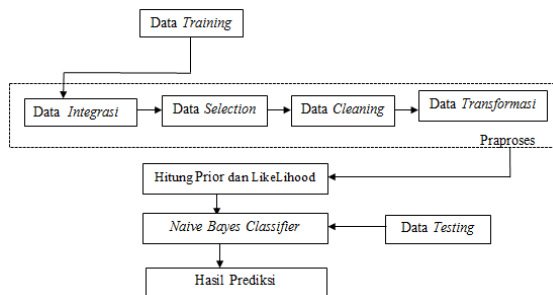 Data Training
Data Integrasi
Data Selection
Data Cleaning
Data Transformasi
Praproses
Hitung Prior dan LikeLihood
Naive Bayes Classifier
Data Testing
Hasil Prediksi